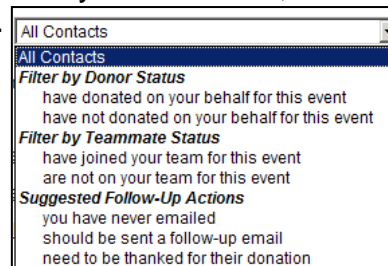 All Contacts
All Contacts
Filter by Donor Status
have donated on your behalf for this event
have not donated on your behalf for this event
Filter by Teammate Status
have joined your team for this event
are not on your team for this event
Suggested Follow-Up Actions
you have never emailed
should be sent a follow-up email
need to be thanked for their donation